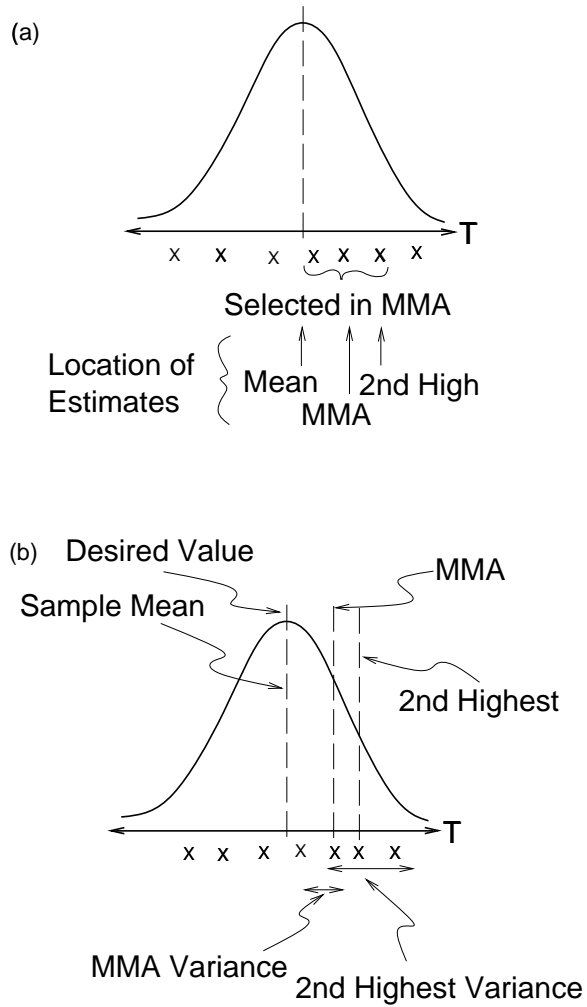 (a)
T
x x x x x x x
Selected in MMA
Location of
Estimates
Mean
2nd High
MMA
(b)
Desired Value
MMA
Sample Mean
2nd Highest
T
x x x x x x x
MMA Variance
2nd Highest Variance